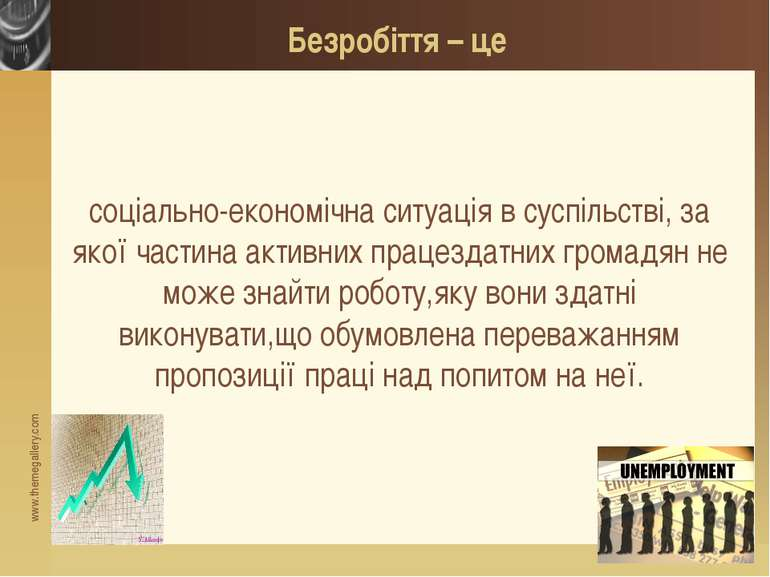 Безробіття – це
соціально-економічна ситуація в суспільстві, за
якої частина активних працездатних громадян не
може знайти роботу,яку вони здатні
виконувати,що обумовлена переважанням
пропозиції праці над попитом на неї.
www.themegallery.com
UNEMPLOYMENT